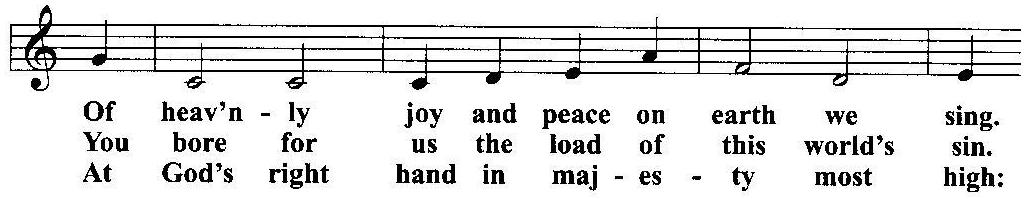 Of heav'n - ly joy and peace on earth we sing.
You bore for us the load of this world's sin.
At God's right hand in maj - es - ty most high: